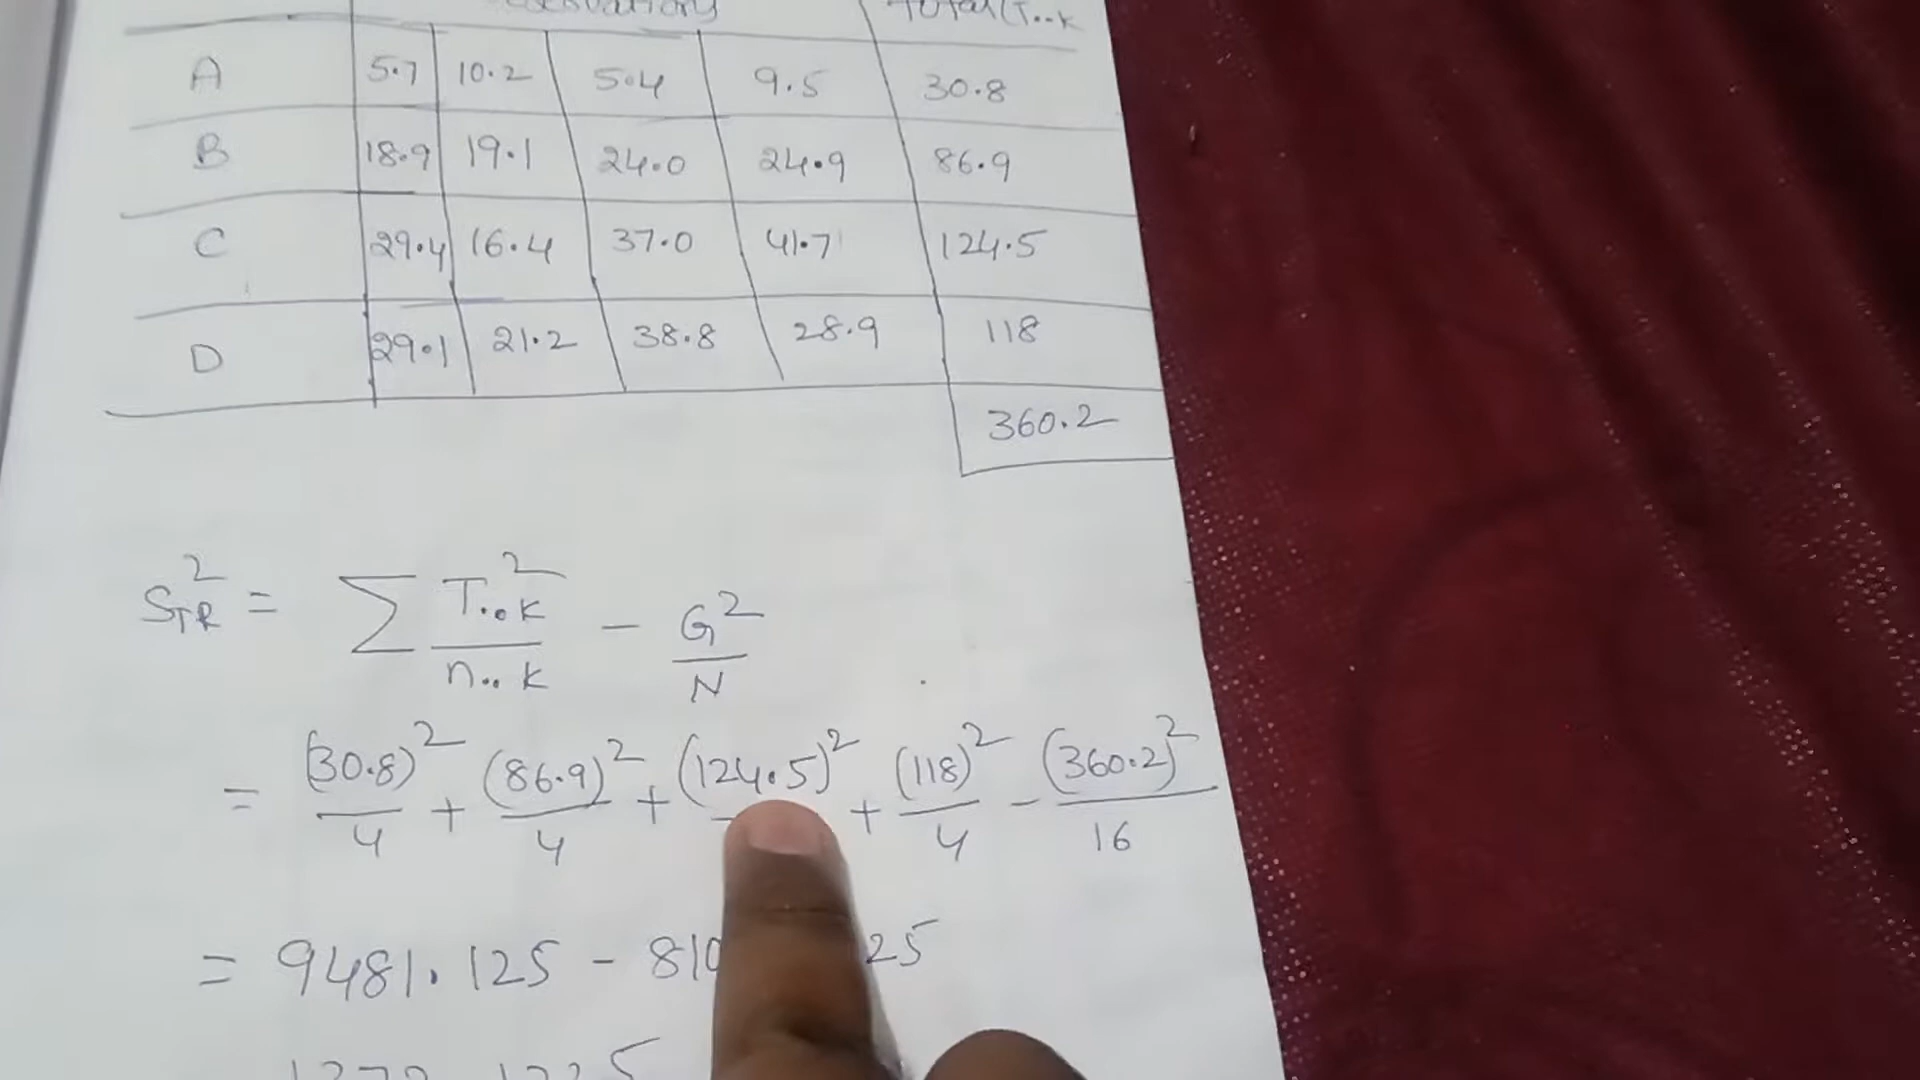 Total (T..k
A 5.7 10.2 5.4 9.5 30.8
B 18.9 19.1 24.0 24.9 86.9
C 29.4 16.4 37.0 41.7 124.5
D 29.1 21.2 38.8 28.9 118
360.2
S²TR = Σ T..k² / n..k - G² / N
= (30.8)² / 4 + (86.9)² / 4 + (124.5)² + (118)² / 4 - (360.2)² / 16
= 9481.125 - 810 25